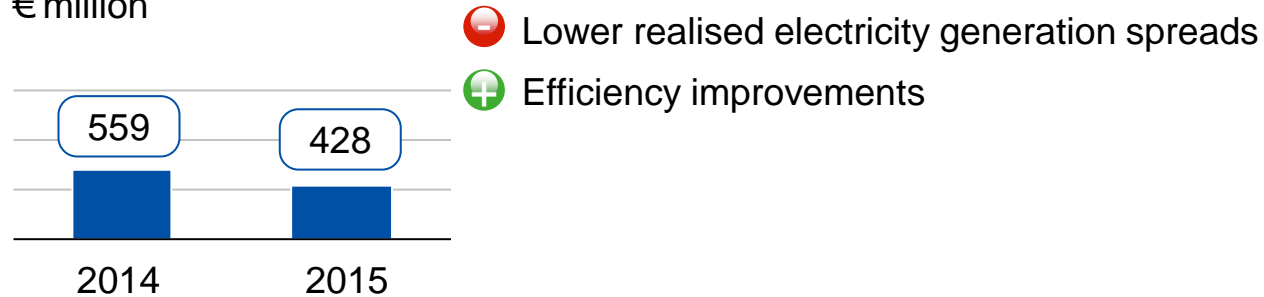 € million
- Lower realised electricity generation spreads
+ Efficiency improvements
559
428
2014 2015